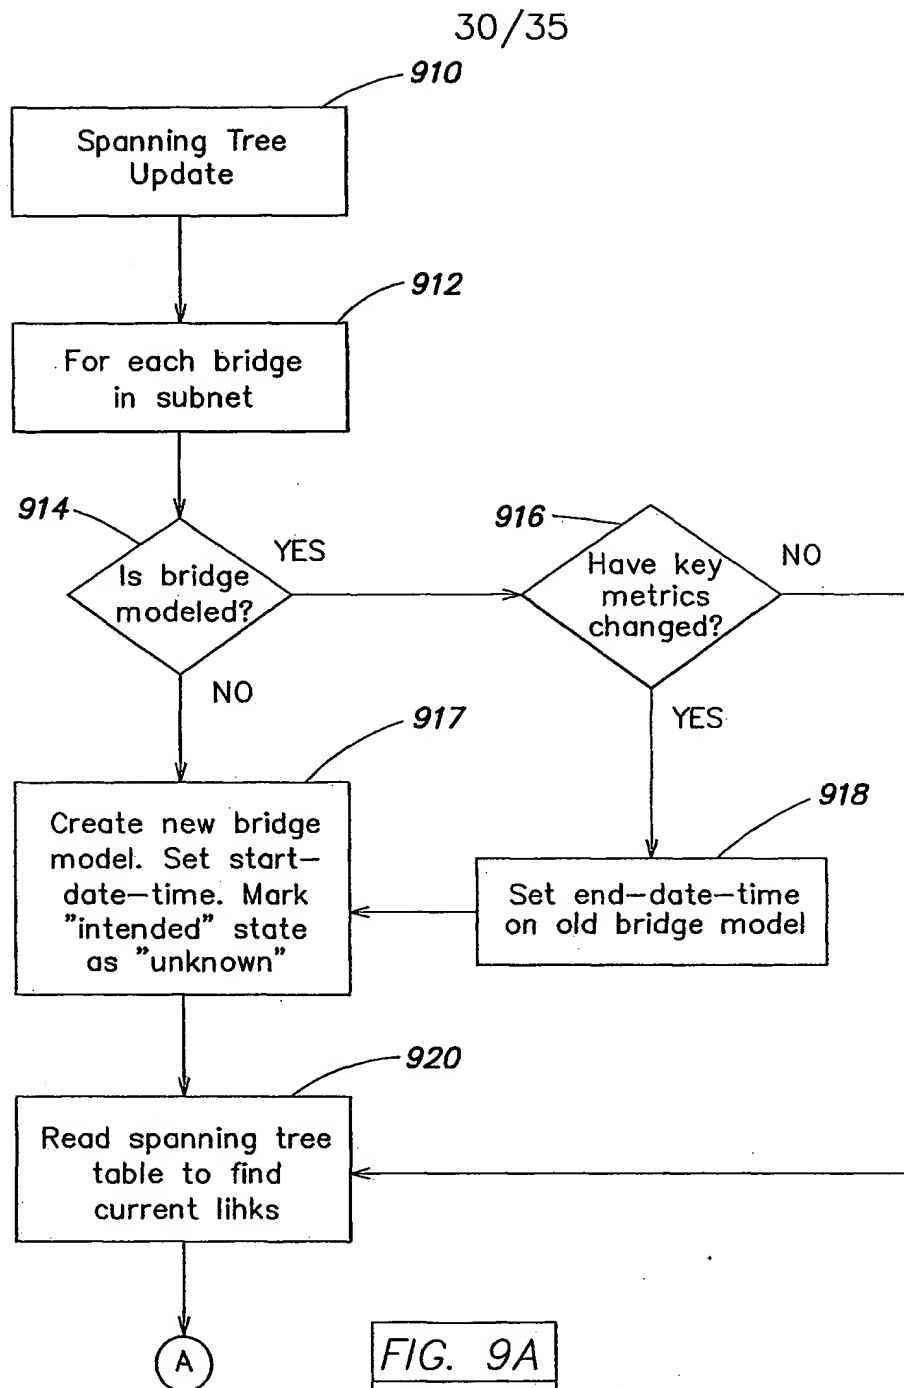 30/35
910
Spanning Tree
Update
912
For each bridge
in subnet
914
Is bridge
modeled?
YES
NO
916
Have key
metrics
changed?
NO
YES
917
Create new bridge
model. Set start-
date-time. Mark
"intended" state
as "unknown"
918
Set end-date-time
on old bridge model
920
Read spanning tree
table to find
current lihks
A
FIG. 9A